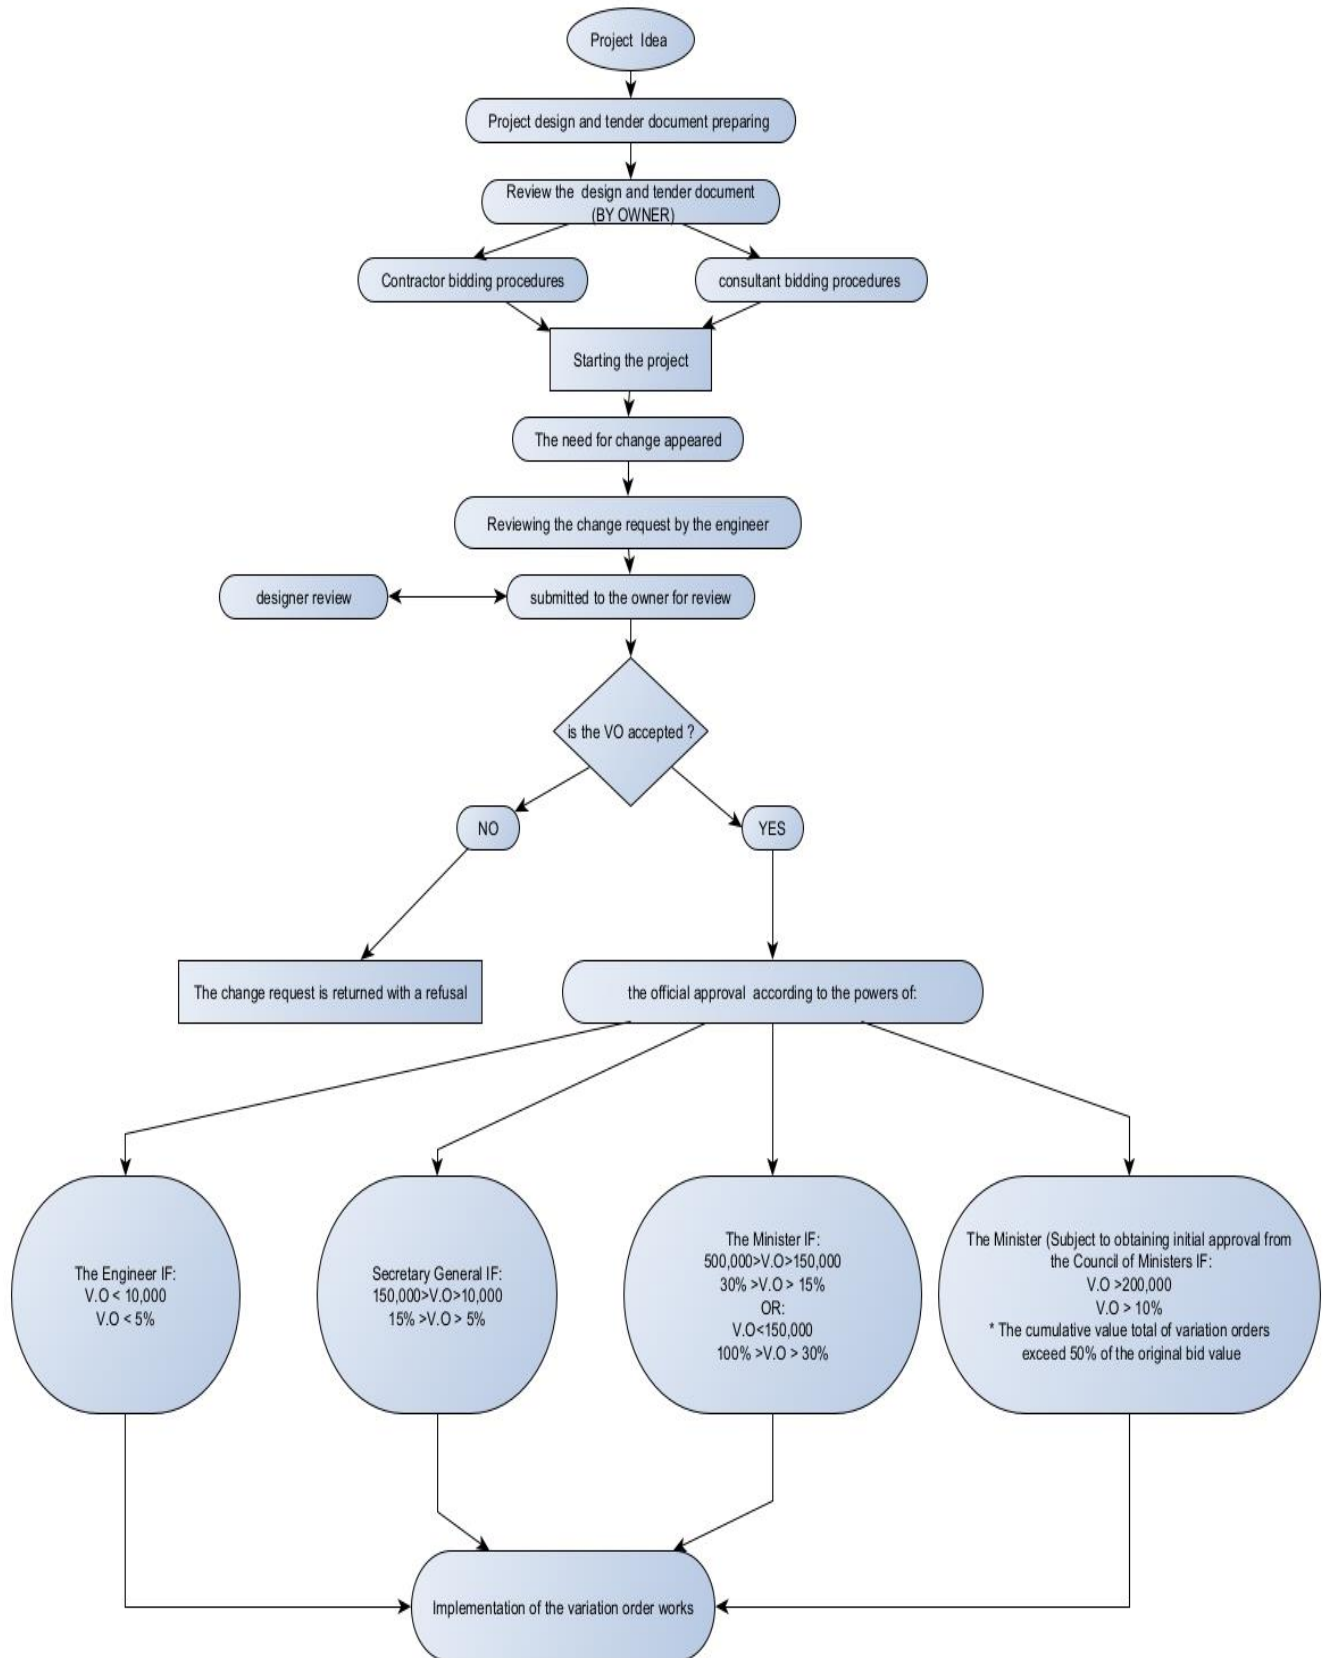 Project Idea
Project design and tender document preparing
Review the design and tender document
(BY OWNER)
Contractor bidding procedures
consultant bidding procedures
Starting the project
The need for change appeared
Reviewing the change request by the engineer
designer review
submitted to the owner for review
is the VO accepted ?
NO
YES
The change request is returned with a refusal
the official approval according to the powers of:
The Engineer IF:
V.O < 10,000
V.O < 5%
Secretary General IF:
150,000>V.O>10,000
15% >V.O > 5%
The Minister IF:
500,000>V.O>150,000
30% >V.O > 15%
OR:
V.O<150,000
100% >V.O > 30%
The Minister (Subject to obtaining initial approval from
the Council of Ministers IF:
V.O >200,000
V.O > 10%
* The cumulative value total of variation orders
exceed 50% of the original bid value
Implementation of the variation order works